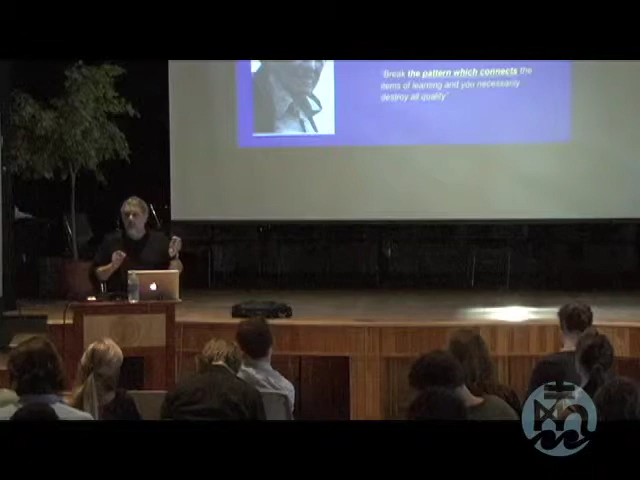 "Break the pattern which connects the
items of learning and you necessarily
destroy all quality"